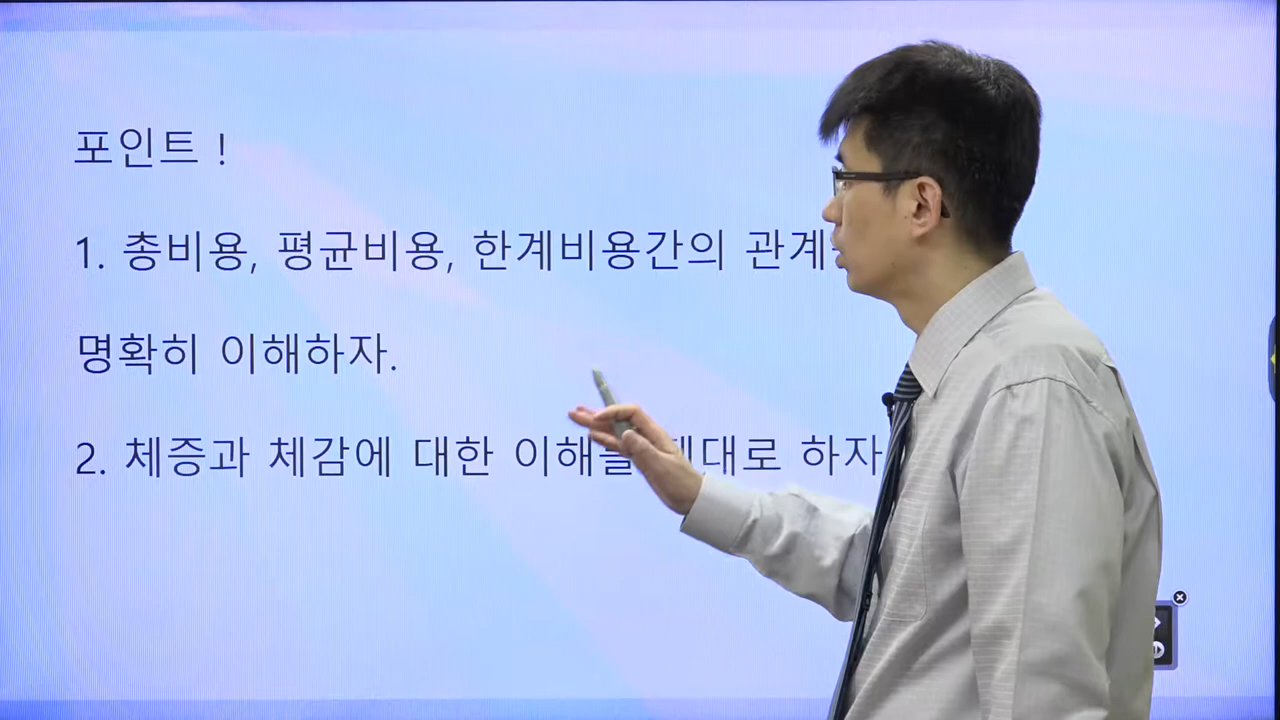 포인트 !
1. 총비용, 평균비용, 한계비용간의 관계
명확히 이해하자.
2. 체증과 체감에 대한 이해를 제대로 하자